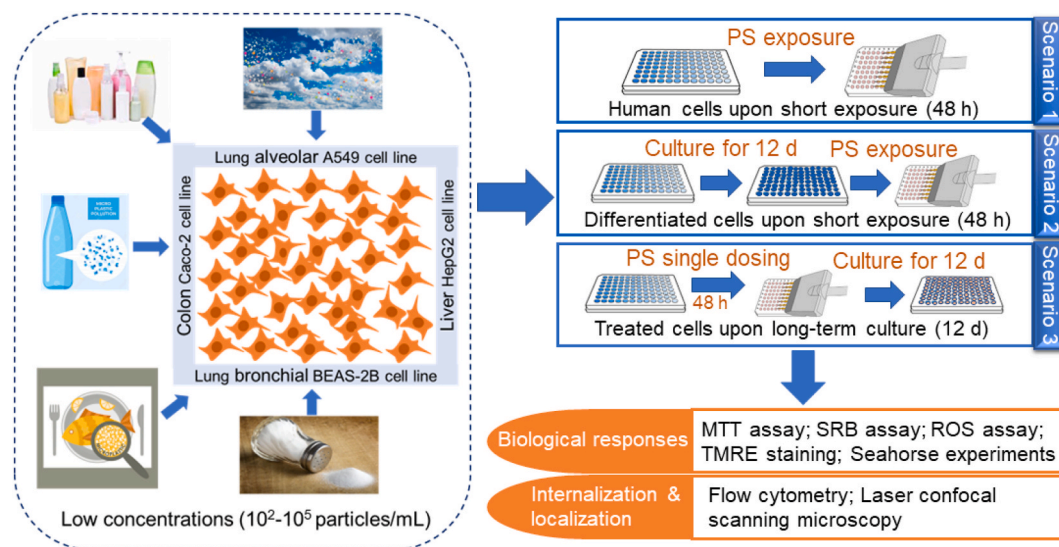 MICRO
PLASTIC
POLLUTION
Lung alveolar A549 cell line
Colon Caco-2 cell line
Liver HepG2 cell line
Lung bronchial BEAS-2B cell line
Low concentrations (10²-10⁵ particles/mL)
PS exposure
Human cells upon short exposure (48 h)
Scenario 1
Culture for 12 d
PS exposure
Differentiated cells upon short exposure (48 h)
Scenario 2
PS single dosing
48 h
Culture for 12 d
Treated cells upon long-term culture (12 d)
Scenario 3
Biological responses
MTT assay; SRB assay; ROS assay;
TMRE staining; Seahorse experiments
Internalization &
localization
Flow cytometry; Laser confocal
scanning microscopy